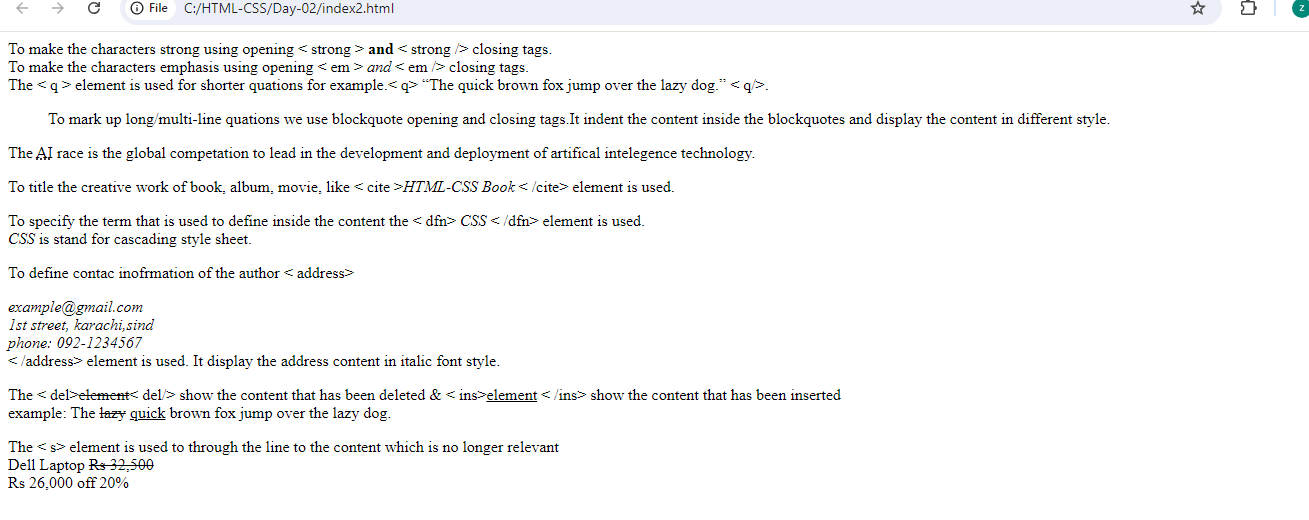 File C:/HTML-CSS/Day-02/index2.html
z
To make the characters strong using opening < strong > and < strong /> closing tags.
To make the characters emphasis using opening < em > and < em /> closing tags.
The < q > element is used for shorter quations for example.< q> “The quick brown fox jump over the lazy dog.” < q/>.
To mark up long/multi-line quations we use blockquote opening and closing tags.It indent the content inside the blockquotes and display the content in different style.
The AI race is the global competation to lead in the development and deployment of artifical intelegence technology.
To title the creative work of book, album, movie, like < cite >HTML-CSS Book < /cite> element is used.
To specify the term that is used to define inside the content the < dfn> CSS < /dfn> element is used.
CSS is stand for cascading style sheet.
To define contac inofrmation of the author < address>
example@gmail.com
1st street, karachi,sind
phone: 092-1234567
< /address> element is used. It display the address content in italic font style.
The < del>element< del/> show the content that has been deleted & < ins>element < /ins> show the content that has been inserted
example: The lazy quick brown fox jump over the lazy dog.
The < s> element is used to through the line to the content which is no longer relevant
Dell Laptop Rs 32,500
Rs 26,000 off 20%